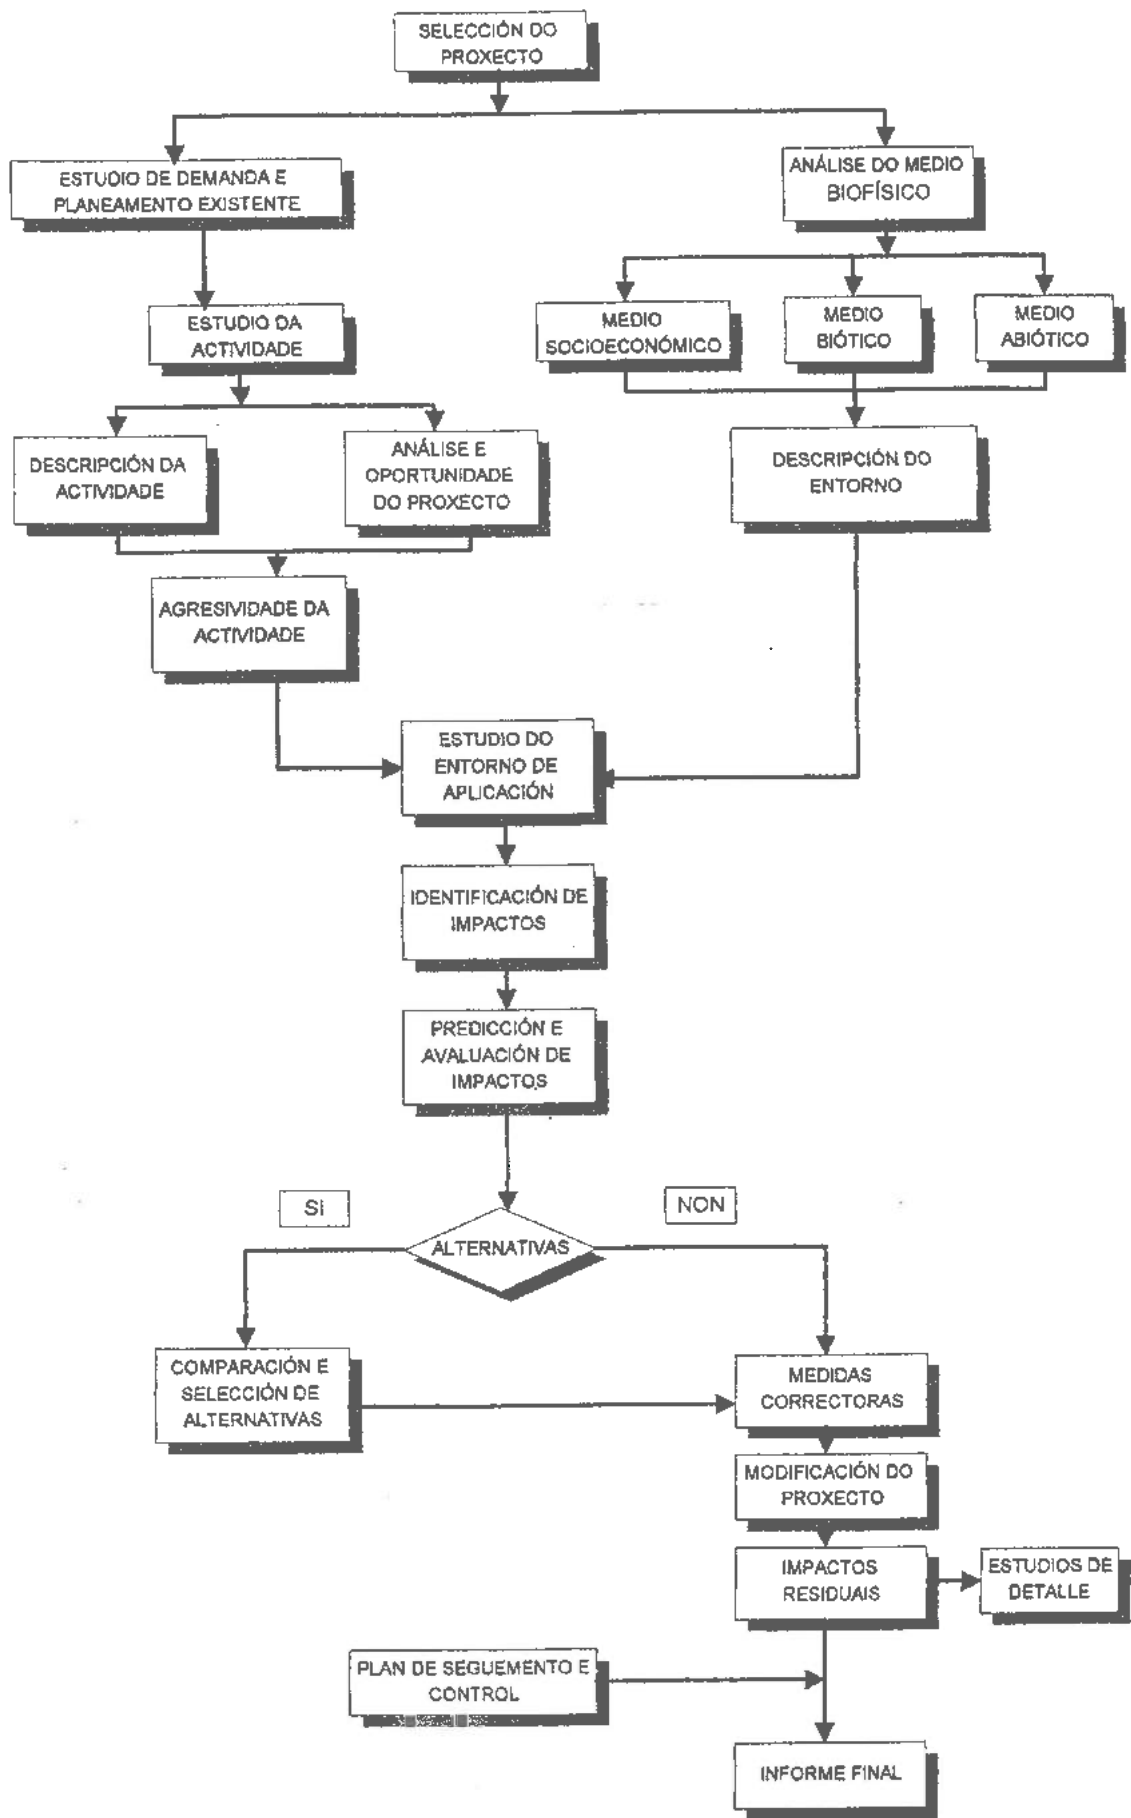 SELECCIÓN DO
PROXECTO
ESTUDIO DE DEMANDA E
PLANEAMENTO EXISTENTE
ANÁLISE DO MEDIO
BIOFÍSICO
ESTUDIO DA
ACTIVIDADE
MEDIO
SOCIOECONÓMICO
MEDIO
BIÓTICO
MEDIO
ABIÓTICO
DESCRIPCIÓN DA
ACTIVIDADE
ANÁLISE E
OPORTUNIDADE
DO PROXECTO
DESCRIPCIÓN DO
ENTORNO
AGRESIVIDADE DA
ACTIVIDADE
ESTUDIO DO
ENTORNO DE
APLICACIÓN
IDENTIFICACIÓN DE
IMPACTOS
PREDICCIÓN E
AVALUACIÓN DE
IMPACTOS
SI
NON
ALTERNATIVAS
COMPARACIÓN E
SELECCIÓN DE
ALTERNATIVAS
MEDIDAS
CORRECTORAS
MODIFICACIÓN DO
PROXECTO
IMPACTOS
RESIDUAIS
ESTUDIOS DE
DETALLE
PLAN DE SEGUEMENTO E
CONTROL
INFORME FINAL